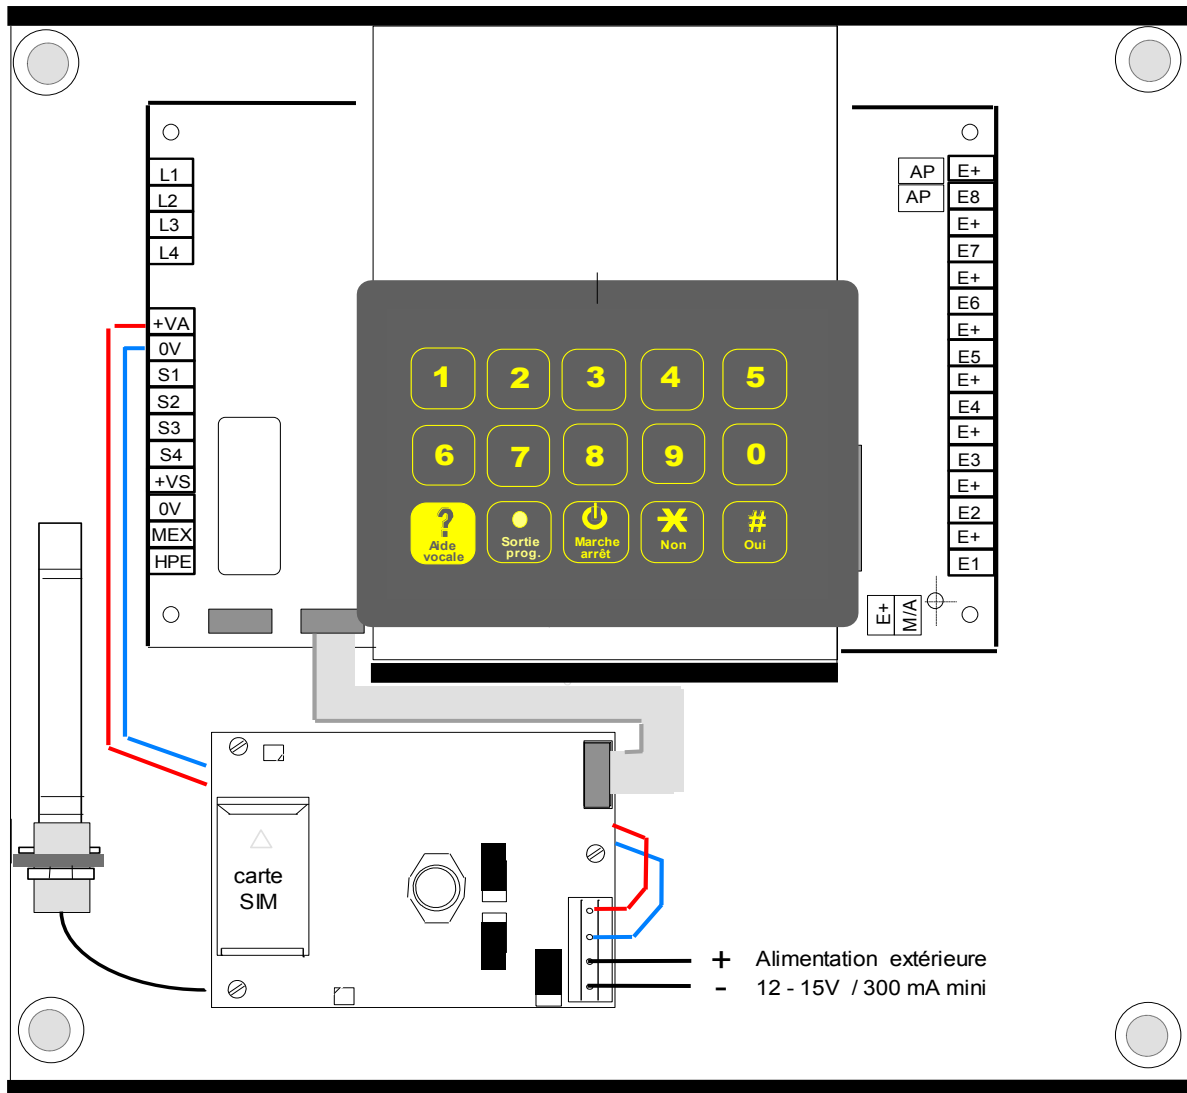 L1
L2
L3
L4
+VA
0V
S1
S2
S3
S4
+VS
0V
MEX
HPE
1 2 3 4 5
6 7 8 9 0
? Aide vocale
Sortie prog.
Marche arrêt
Non
# Oui
AP
AP
E+
E8
E+
E7
E+
E6
E+
E5
E+
E4
E+
E3
E+
E2
E+
E1
E+
M/A
carte
SIM
+ Alimentation extérieure
- 12 - 15V / 300 mA mini